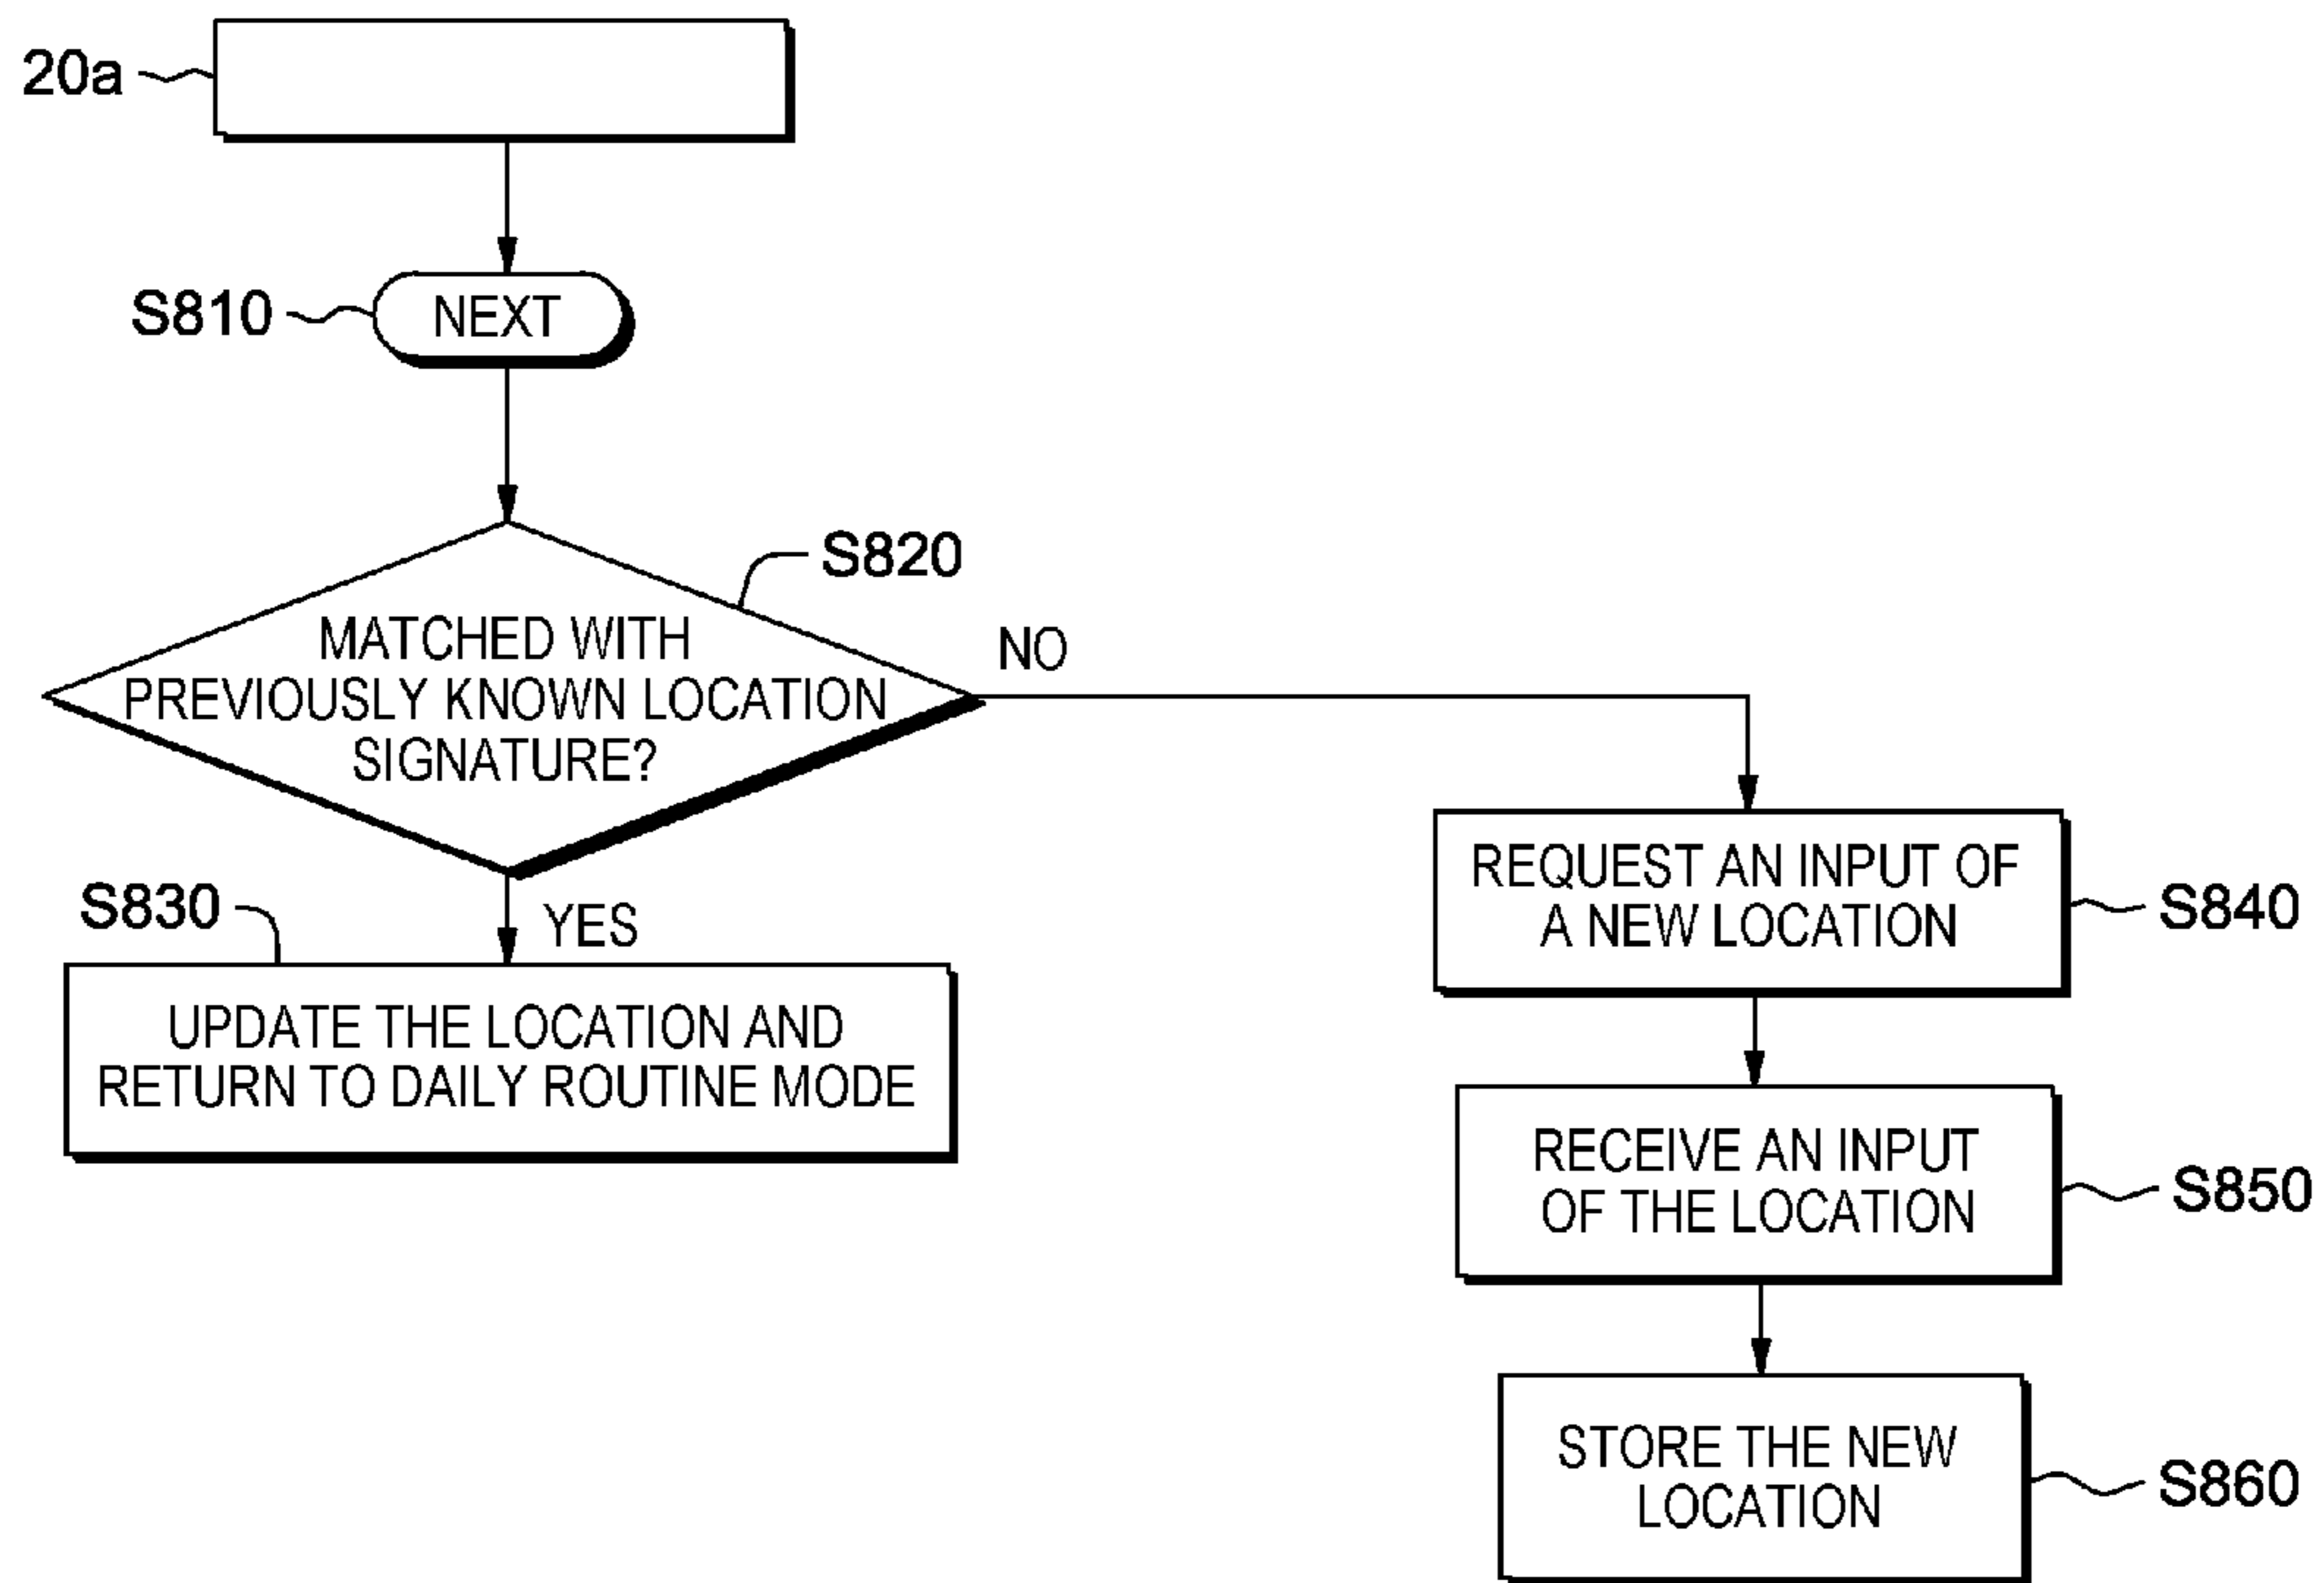 20a
S810
NEXT
S820
MATCHED WITH
PREVIOUSLY KNOWN LOCATION
SIGNATURE?
NO
YES
S830
UPDATE THE LOCATION AND
RETURN TO DAILY ROUTINE MODE
REQUEST AN INPUT OF
A NEW LOCATION
S840
RECEIVE AN INPUT
OF THE LOCATION
S850
STORE THE NEW
LOCATION
S860